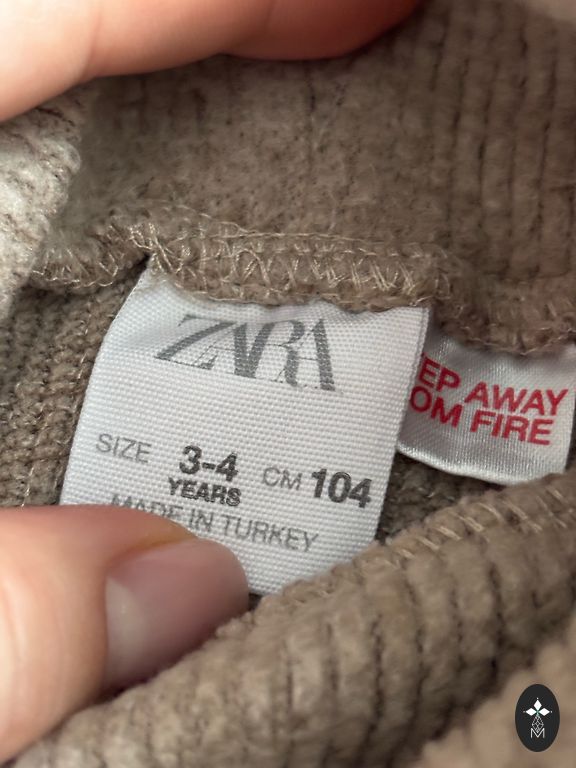 ZARA
SIZE 3-4 CM 104
YEARS
MADE IN TURKEY
EP AWAY
OM FIRE
M